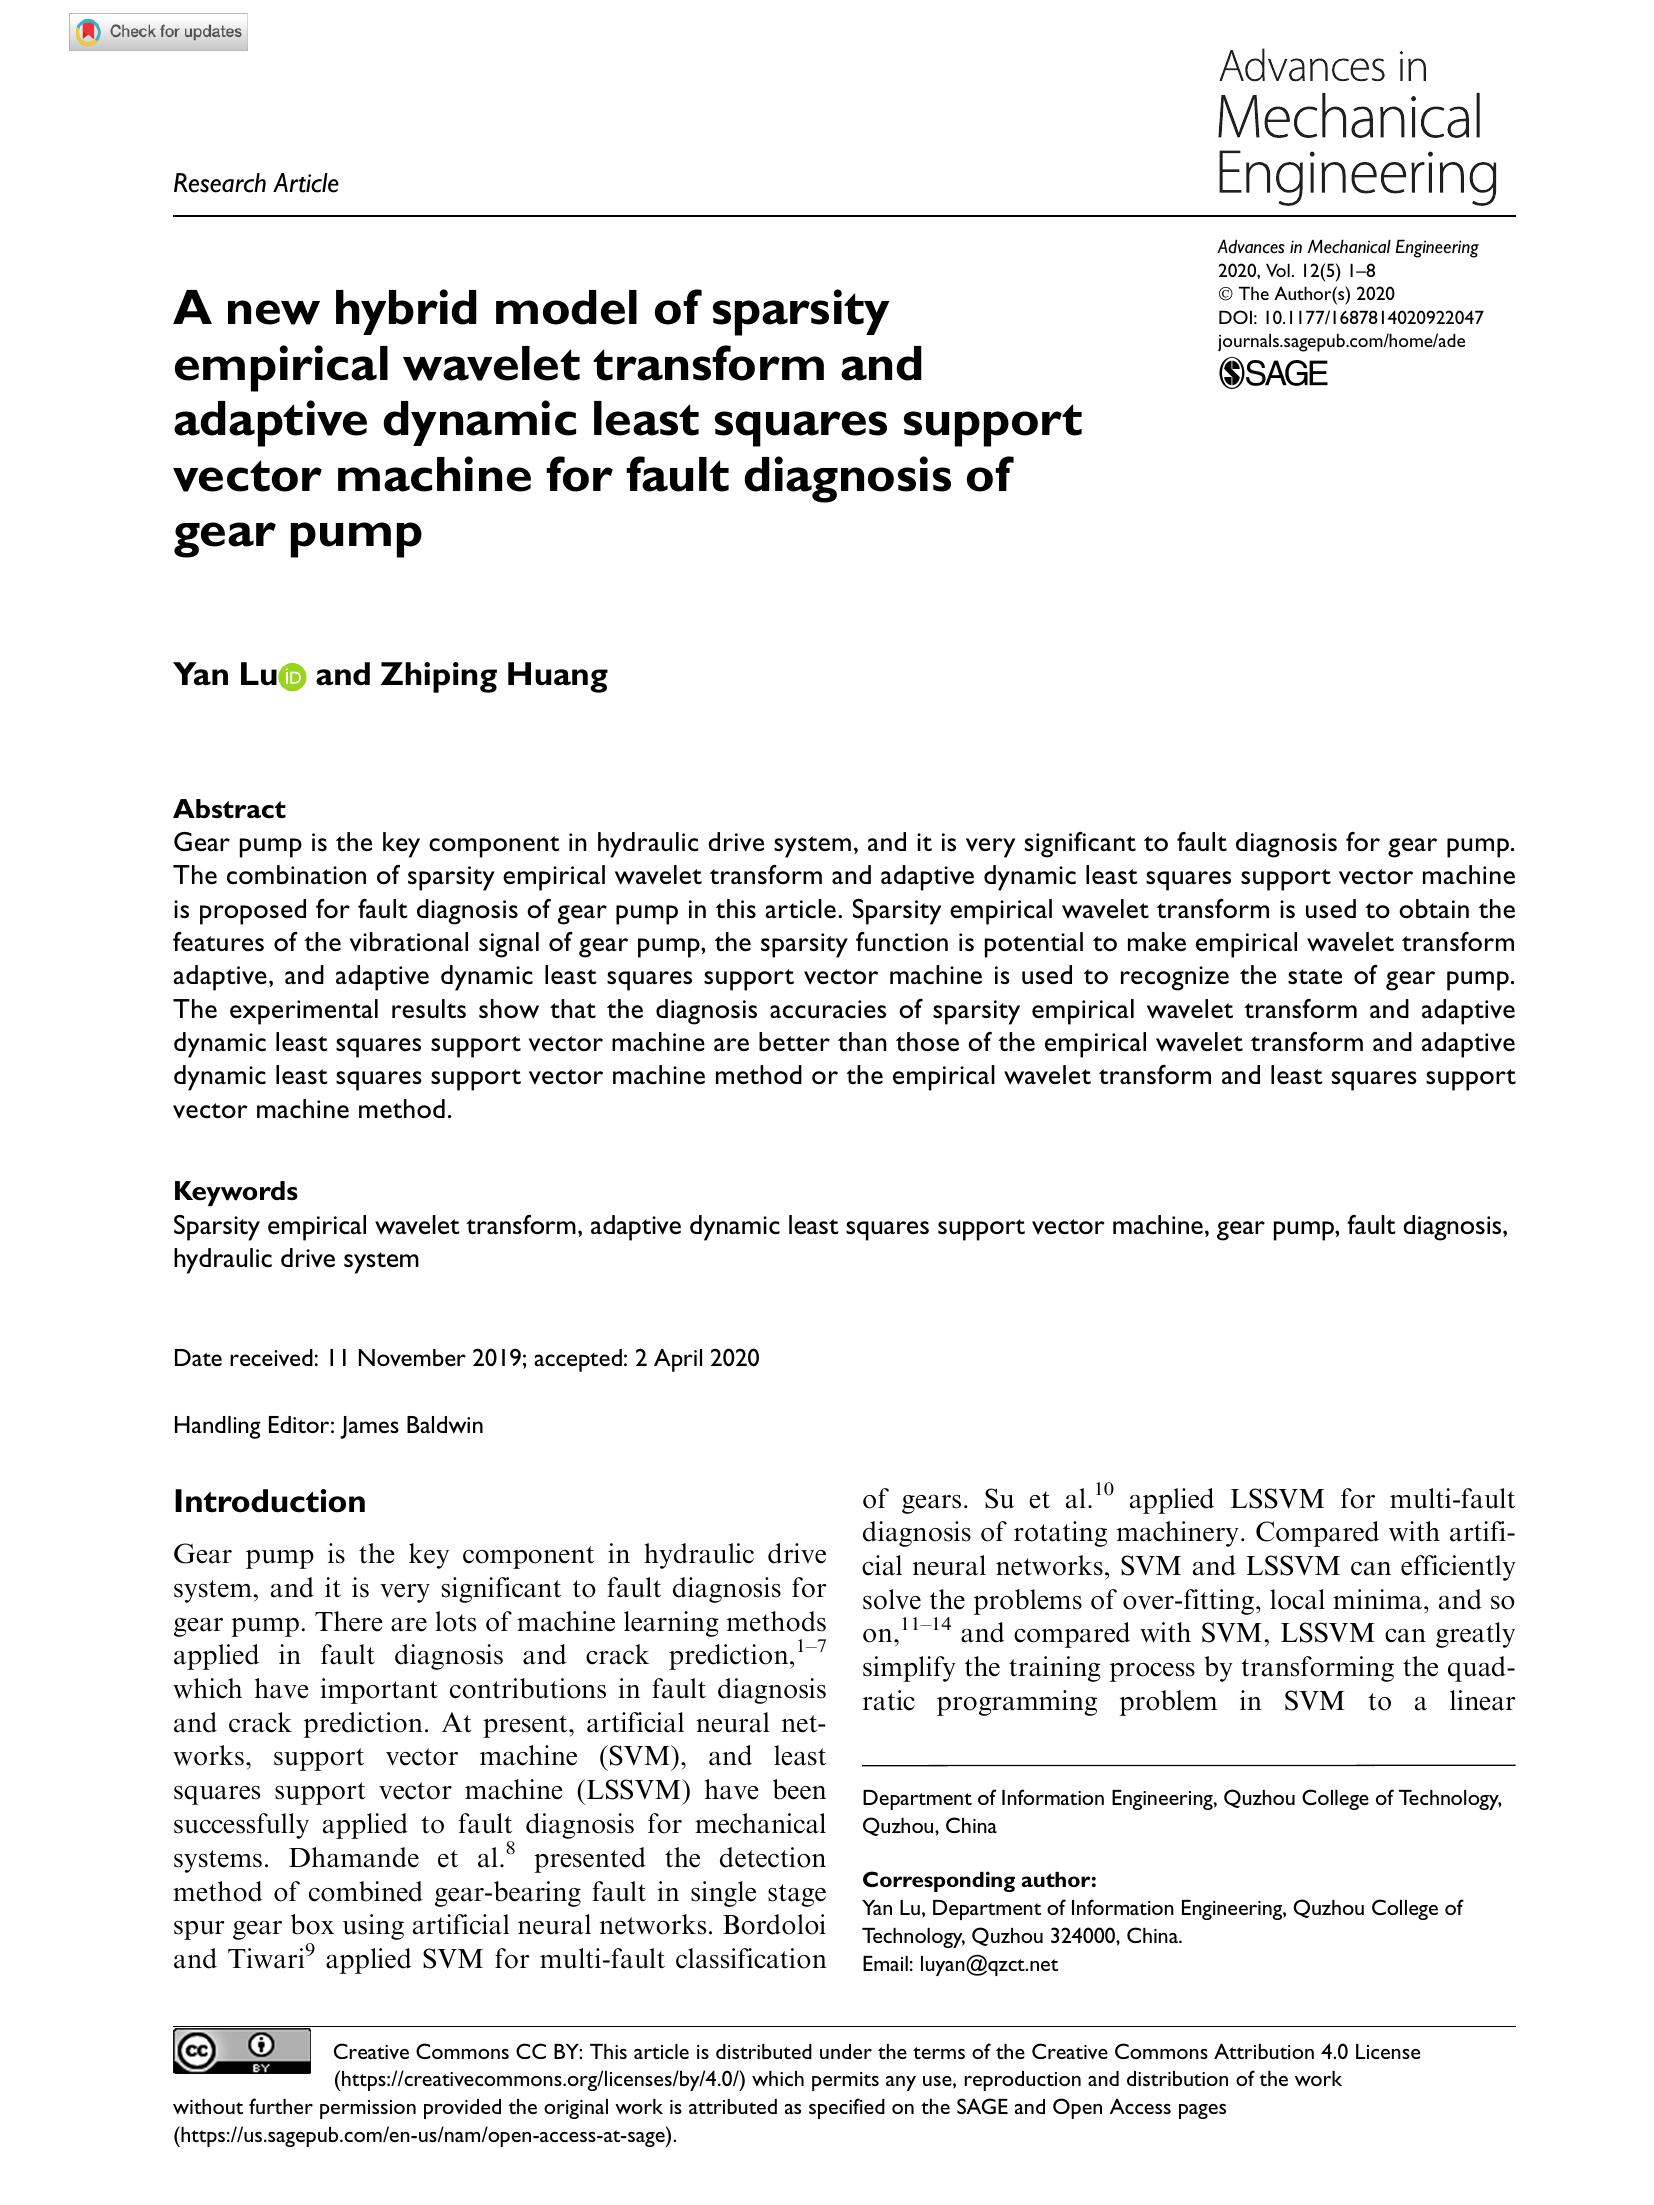 Check for updates
Advances in
Mechanical
Engineering
Research Article
Advances in Mechanical Engineering
2020, Vol. 12(5) 1–8
© The Author(s) 2020
DOI: 10.1177/1687814020922047
journals.sagepub.com/home/ade
SAGE
A new hybrid model of sparsity
empirical wavelet transform and
adaptive dynamic least squares support
vector machine for fault diagnosis of
gear pump
Yan Lu iD and Zhiping Huang
Abstract
Gear pump is the key component in hydraulic drive system, and it is very significant to fault diagnosis for gear pump.
The combination of sparsity empirical wavelet transform and adaptive dynamic least squares support vector machine
is proposed for fault diagnosis of gear pump in this article. Sparsity empirical wavelet transform is used to obtain the
features of the vibrational signal of gear pump, the sparsity function is potential to make empirical wavelet transform
adaptive, and adaptive dynamic least squares support vector machine is used to recognize the state of gear pump.
The experimental results show that the diagnosis accuracies of sparsity empirical wavelet transform and adaptive
dynamic least squares support vector machine are better than those of the empirical wavelet transform and adaptive
dynamic least squares support vector machine method or the empirical wavelet transform and least squares support
vector machine method.
Keywords
Sparsity empirical wavelet transform, adaptive dynamic least squares support vector machine, gear pump, fault diagnosis,
hydraulic drive system
Date received: 11 November 2019; accepted: 2 April 2020
Handling Editor: James Baldwin
Introduction
Gear pump is the key component in hydraulic drive
system, and it is very significant to fault diagnosis for
gear pump. There are lots of machine learning methods
applied in fault diagnosis and crack prediction,1–7
which have important contributions in fault diagnosis
and crack prediction. At present, artificial neural net-
works, support vector machine (SVM), and least
squares support vector machine (LSSVM) have been
successfully applied to fault diagnosis for mechanical
systems. Dhamande et al.8 presented the detection
method of combined gear-bearing fault in single stage
spur gear box using artificial neural networks. Bordoloi
and Tiwari9 applied SVM for multi-fault classification
of gears. Su et al.10 applied LSSVM for multi-fault
diagnosis of rotating machinery. Compared with artifi-
cial neural networks, SVM and LSSVM can efficiently
solve the problems of over-fitting, local minima, and so
on,11–14 and compared with SVM, LSSVM can greatly
simplify the training process by transforming the quad-
ratic programming problem in SVM to a linear
Department of Information Engineering, Quzhou College of Technology,
Quzhou, China
Corresponding author:
Yan Lu, Department of Information Engineering, Quzhou College of
Technology, Quzhou 324000, China.
Email: luyan@qzct.net
cc BY
Creative Commons CC BY: This article is distributed under the terms of the Creative Commons Attribution 4.0 License
(https://creativecommons.org/licenses/by/4.0/) which permits any use, reproduction and distribution of the work
without further permission provided the original work is attributed as specified on the SAGE and Open Access pages
(https://us.sagepub.com/en-us/nam/open-access-at-sage).